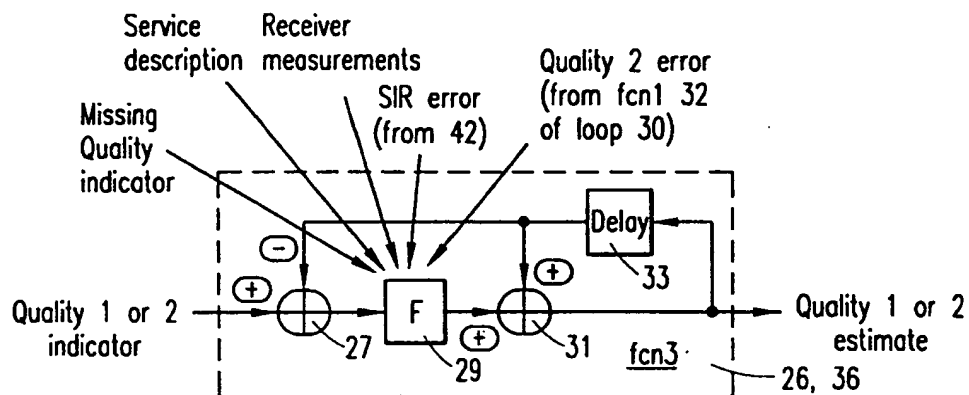 Service
description
Receiver
measurements
Missing
Quality
indicator
SIR error
(from 42)
Quality 2 error
(from fcn1 32
of loop 30)
Delay
33
−
+
+
Quality 1 or 2
indicator
27
F
29
+
31
fcn3
26, 36
Quality 1 or 2
estimate